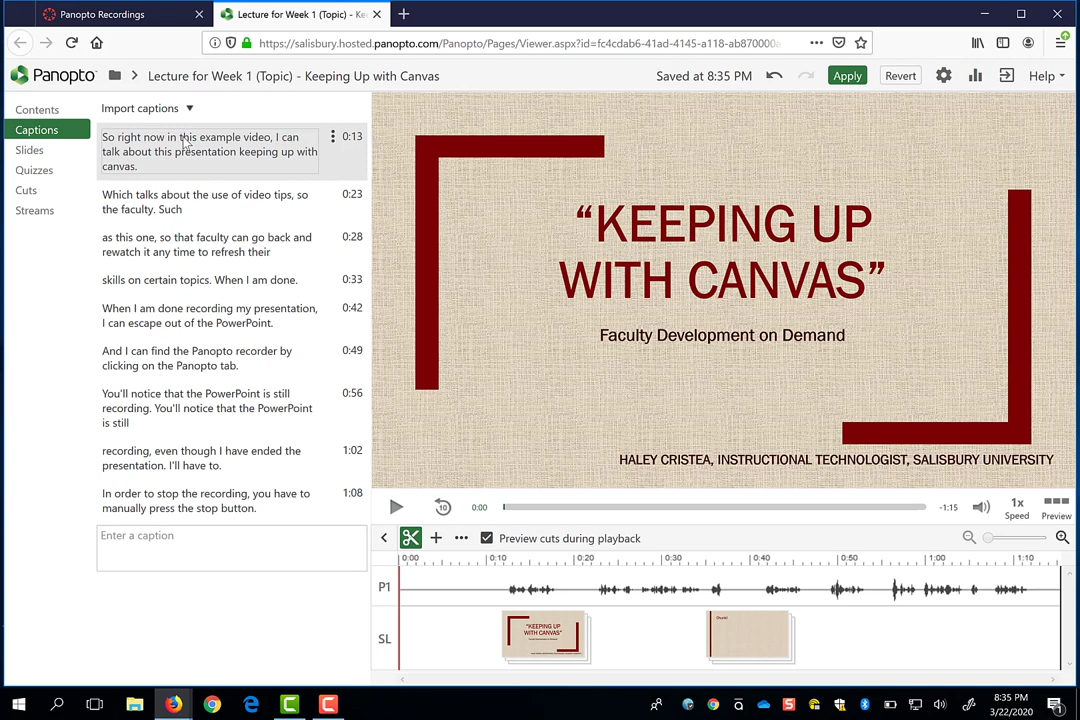 Panopto Recordings
Lecture for Week 1 (Topic) - Ke
https://salisbury.hosted.panopto.com/Panopto/Pages/Viewer.aspx?id=fc4cdab6-41ad-4145-a118-ab870000a
Panopto
Lecture for Week 1 (Topic) - Keeping Up with Canvas
Saved at 8:35 PM
Apply
Revert
Help
Contents
Captions
Slides
Quizzes
Cuts
Streams
Import captions
So right now in this example video, I can
talk about this presentation keeping up with
canvas.
0:13
Which talks about the use of video tips, so
the faculty. Such
0:23
as this one, so that faculty can go back and
rewatch it any time to refresh their
0:28
skills on certain topics. When I am done.
0:33
When I am done recording my presentation,
I can escape out of the PowerPoint.
0:42
And I can find the Panopto recorder by
clicking on the Panopto tab.
0:49
You'll notice that the PowerPoint is still
recording. You'll notice that the PowerPoint
is still
0:56
recording, even though I have ended the
presentation. I'll have to.
1:02
In order to stop the recording, you have to
manually press the stop button.
1:08
Enter a caption
“KEEPING UP
WITH CANVAS”
Faculty Development on Demand
HALEY CRISTEA, INSTRUCTIONAL TECHNOLOGIST, SALISBURY UNIVERSITY
10
0:00
-1:15
1x
Speed
Preview
Preview cuts during playback
0:00
0:10
0:20
0:30
0:40
0:50
1:00
1:10
P1
SL
"KEEPING UP
WITH CANVAS"
8:35 PM
3/22/2020